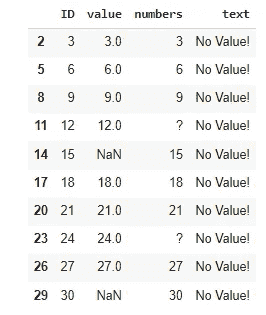 ID value numbers text
2 3 3.0 3 No Value!
5 6 6.0 6 No Value!
8 9 9.0 9 No Value!
11 12 12.0 ? No Value!
14 15 NaN 15 No Value!
17 18 18.0 18 No Value!
20 21 21.0 21 No Value!
23 24 24.0 ? No Value!
26 27 27.0 27 No Value!
29 30 NaN 30 No Value!